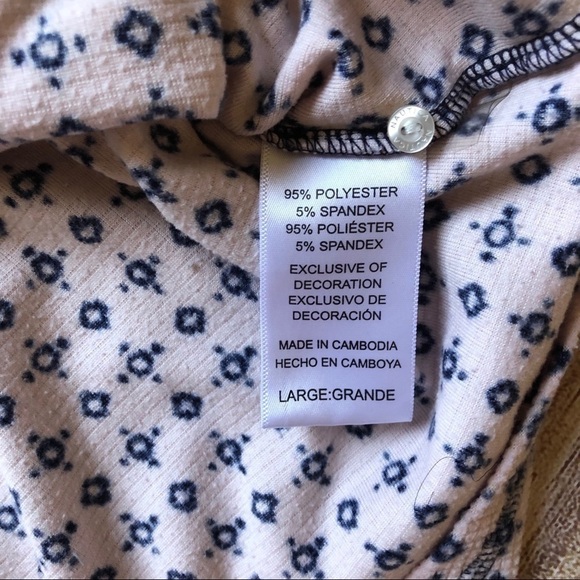 95% POLYESTER
5% SPANDEX
95% POLIÉSTER
5% SPANDEX
EXCLUSIVE OF
DECORATION
EXCLUSIVO DE
DECORACIÓN
MADE IN CAMBODIA
HECHO EN CAMBOYA
LARGE:GRANDE